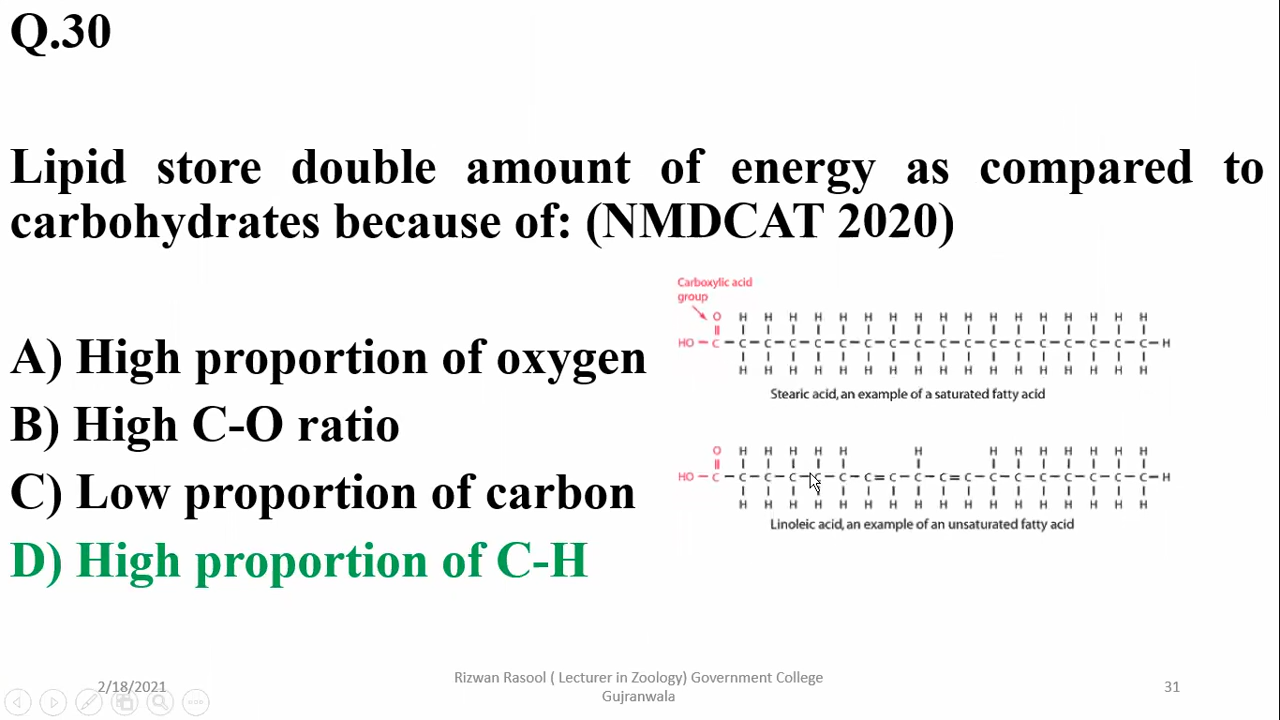 Q.30
Lipid store double amount of energy as compared to
carbohydrates because of: (NMDCAT 2020)
A) High proportion of oxygen
B) High C-O ratio
C) Low proportion of carbon
D) High proportion of C-H
Carboxylic acid
group
O H H H H H H H H H H H H H H H H H
HO – C – C – C – C – C – C – C – C – C – C – C – C – C – C – C – C – C – C – H
H H H H H H H H H H H H H H H H H
Stearic acid, an example of a saturated fatty acid
O H H H H H H H H H H H H H
HO – C – C – C – C – C – C – C = C – C – C = C – C – C – C – C – C – C – C – H
H H H H H H H H H H H H H H H H H
Linoleic acid, an example of an unsaturated fatty acid
2/18/2021
Rizwan Rasool ( Lecturer in Zoology) Government College
Gujranwala
31